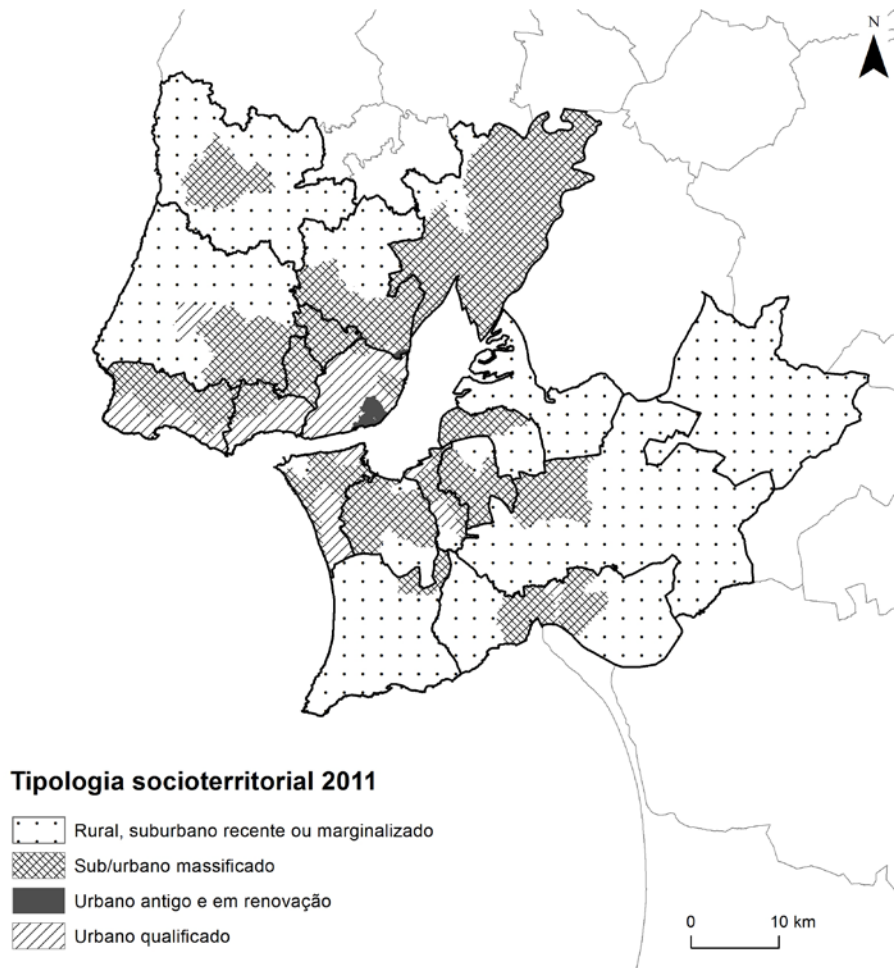 N
Tipologia socioterritorial 2011
Rural, suburbano recente ou marginalizado
Sub/urbano massificado
Urbano antigo e em renovação
Urbano qualificado
0 10 km